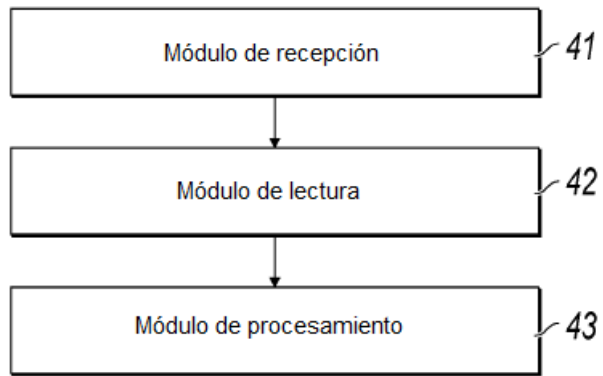 Módulo de recepción
41
Módulo de lectura
42
Módulo de procesamiento
43